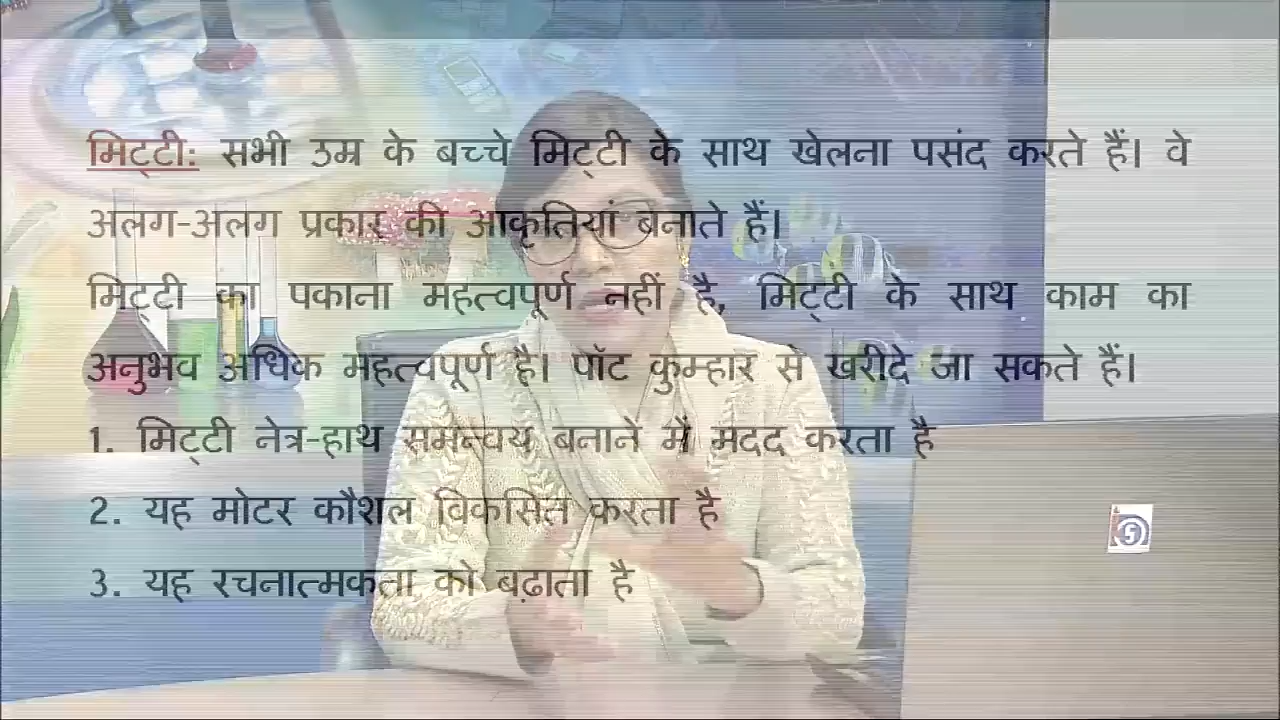 मिट्टी: सभी उम्र के बच्चे मिट्टी के साथ खेलना पसंद करते हैं। वे
अलग-अलग प्रकार की आकृतियां बनाते हैं।
मिट्टी का पकाना महत्वपूर्ण नहीं है, मिट्टी के साथ काम का
अनुभव अधिक महत्वपूर्ण है। पॉट कुम्हार से खरीदे जा सकते हैं।
1. मिट्टी नेत्र-हाथ समन्वय बनाने में मदद करता है
2. यह मोटर कौशल विकसित करता है
3. यह रचनात्मकता को बढ़ाता है